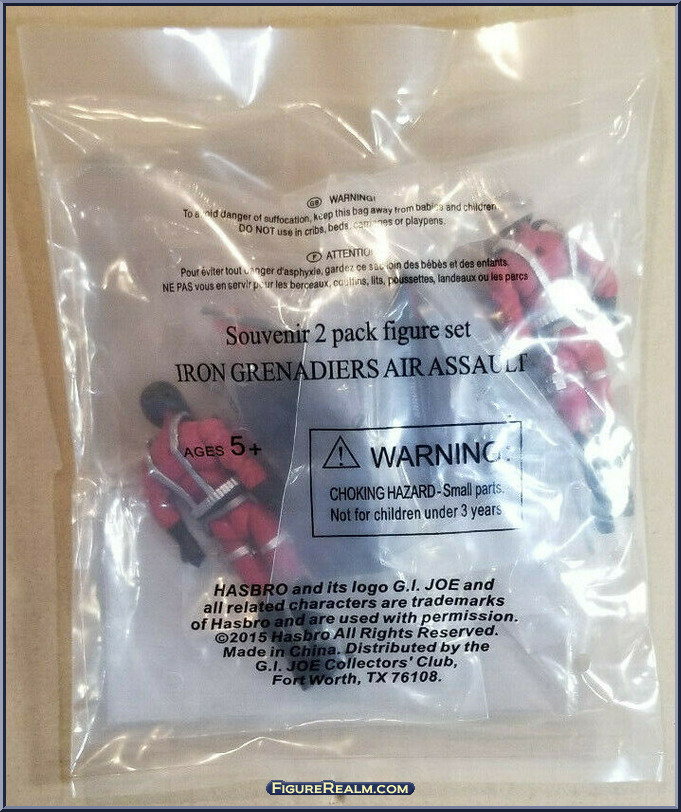 GB WARNING!
To avoid danger of suffocation, keep this bag away from babies and children.
DO NOT use in cribs, beds, carriages or playpens.
F ATTENTION
Pour éviter tout danger d'asphyxie, gardez ce sac loin des bébés et des enfants.
NE PAS vous en servir pour les berceaux, couffins, lits, poussettes, landeaux ou les parcs
Souvenir 2 pack figure set
IRON GRENADIERS AIR ASSAULT
AGES 5+
WARNING:
CHOKING HAZARD-Small parts.
Not for children under 3 years
HASBRO and its logo G.I. JOE and
all related characters are trademarks
of Hasbro and are used with permission.
©2015 Hasbro All Rights Reserved.
Made in China. Distributed by the
G.I. JOE Collectors' Club,
Fort Worth, TX 76108.
FIGUREREALM.COM